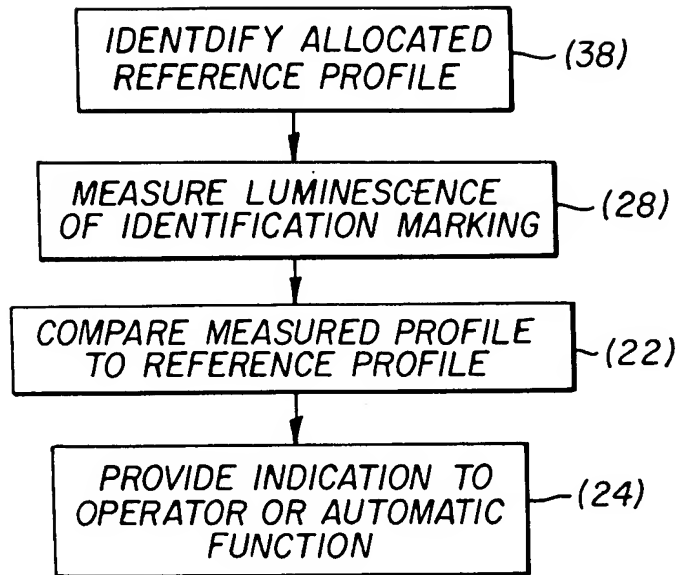 IDENTDIFY ALLOCATED
REFERENCE PROFILE
(38)
MEASURE LUMINESCENCE
OF IDENTIFICATION MARKING
(28)
COMPARE MEASURED PROFILE
TO REFERENCE PROFILE
(22)
PROVIDE INDICATION TO
OPERATOR OR AUTOMATIC
FUNCTION
(24)